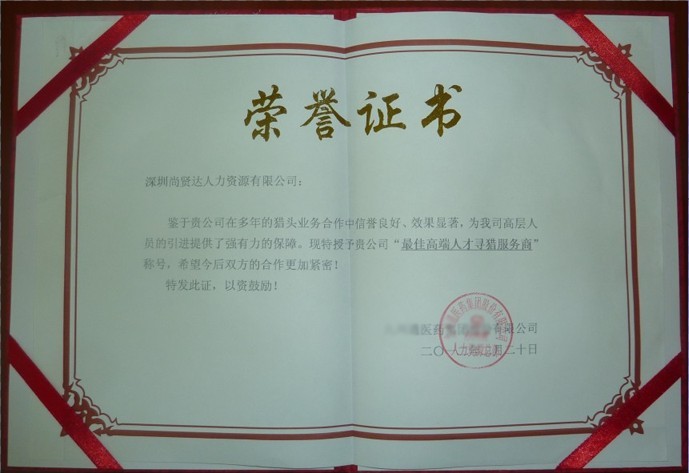 荣誉证书
深圳尚贤达人力资源有限公司：
鉴于贵公司在多年的猎头业务合作中信誉良好、效果显著，为我司高层人
员的引进提供了强有力的保障。现特授予贵公司“最佳高端人才寻猎服务商”
称号，希望今后双方的合作更加紧密！
特发此证，以资鼓励！
医药 有限公司
二〇一 月二十日